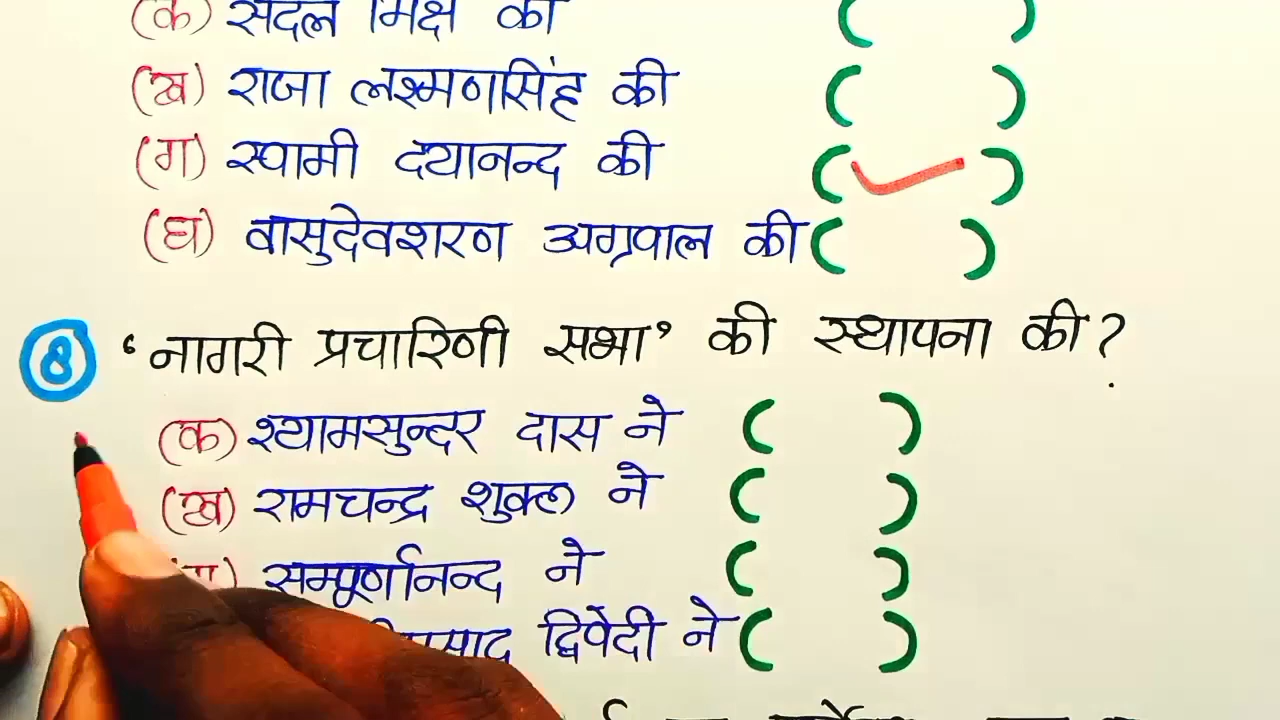 (क) सदल मिश्र की
(ख) राजा लक्ष्मणसिंह की ( )
(ग) स्वामी दयानन्द की (✓)
(घ) वासुदेवशरण अग्रवाल की ( )
8 ‘नागरी प्रचारिणी सभा’ की स्थापना की?
(क) श्यामसुन्दर दास ने ( )
(ख) रामचन्द्र शुक्ल ने ( )
सम्पूर्णानन्द ने ( )
द्विवेदी ने ( )